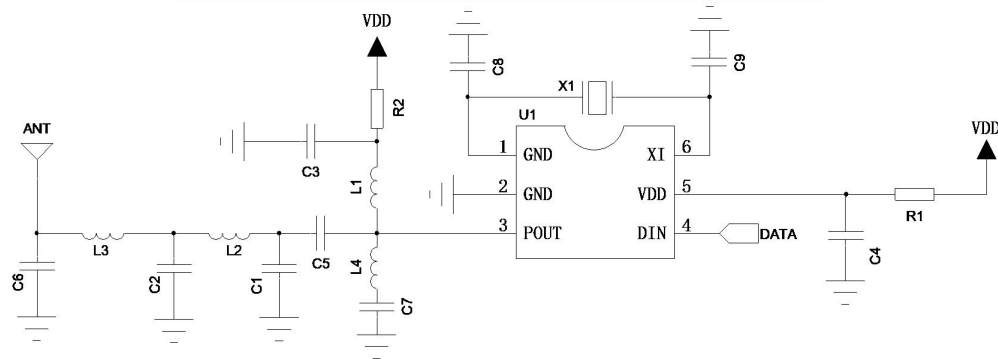 VDD
C8
C9
X1
U1
R2
ANT
VDD
C3
1 GND
XI 6
L1
2 GND
VDD 5
R1
3 POUT
DIN 4
DATA
L3
L2
C5
C6
C2
C1
L4
C7
C4